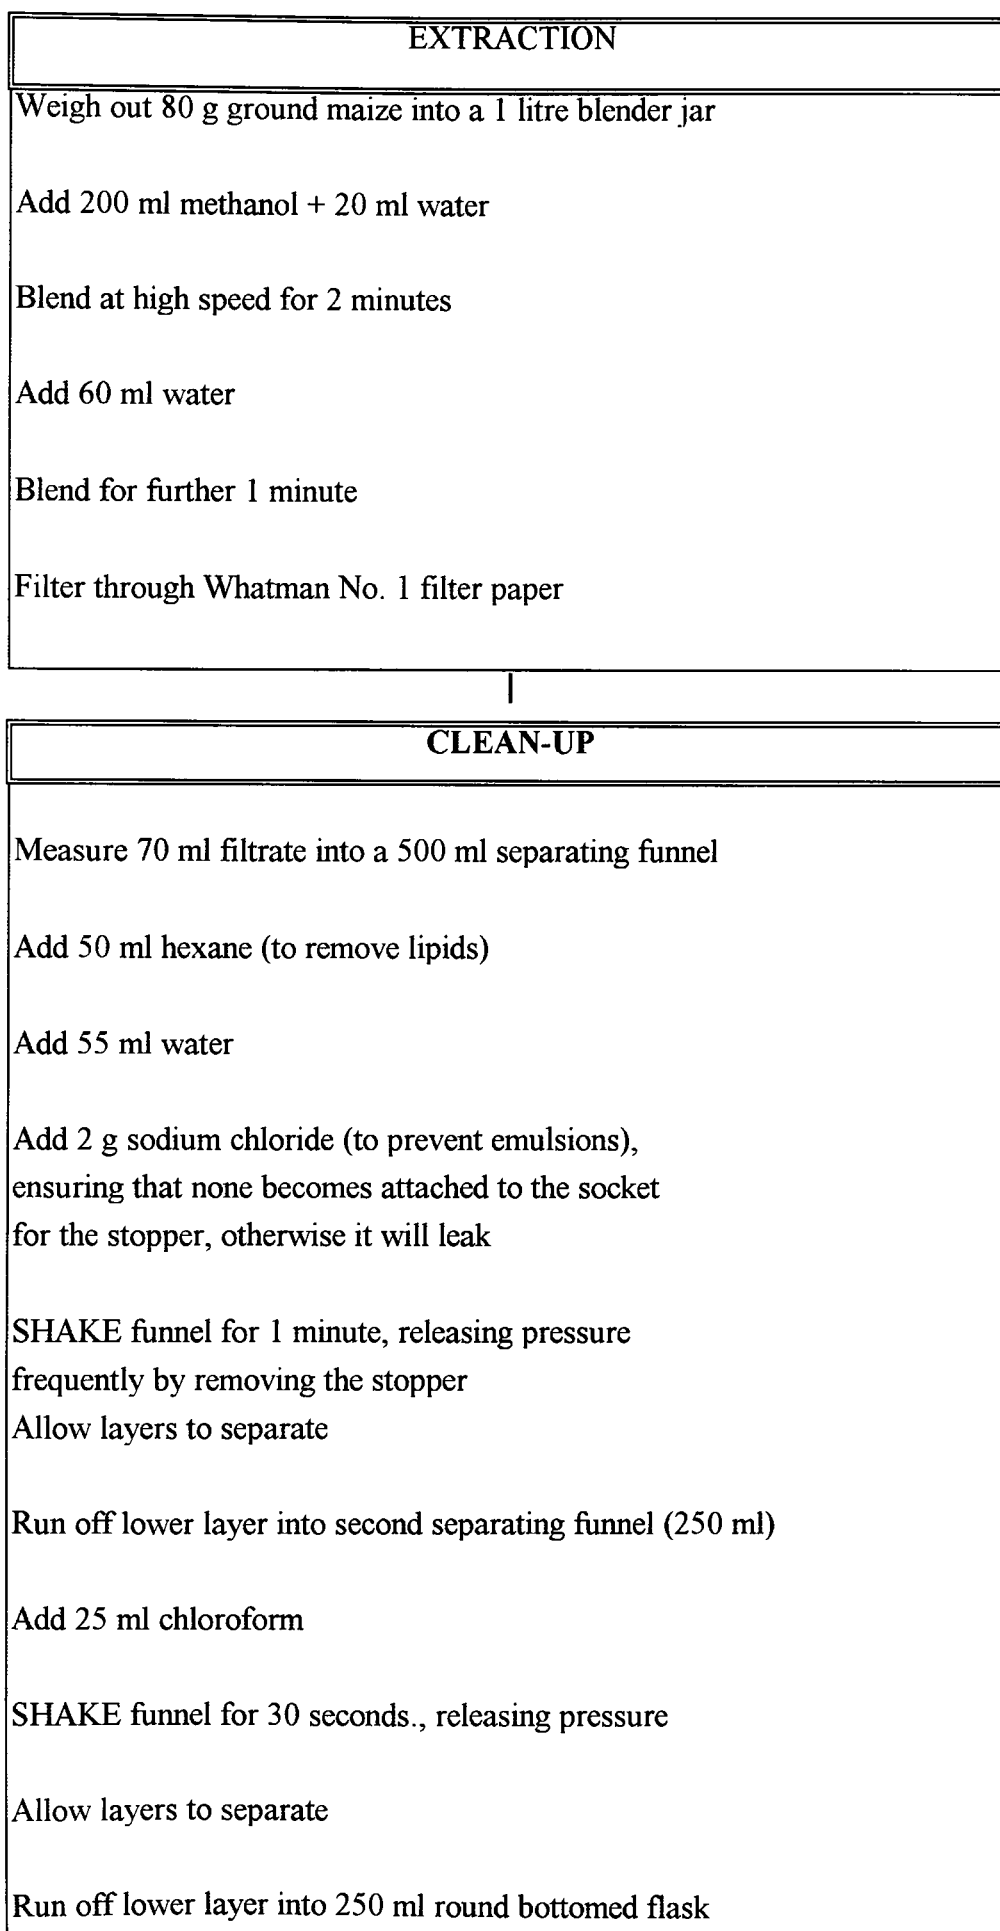 EXTRACTION
Weigh out 80 g ground maize into a 1 litre blender jar
Add 200 ml methanol + 20 ml water
Blend at high speed for 2 minutes
Add 60 ml water
Blend for further 1 minute
Filter through Whatman No. 1 filter paper
CLEAN-UP
Measure 70 ml filtrate into a 500 ml separating funnel
Add 50 ml hexane (to remove lipids)
Add 55 ml water
Add 2 g sodium chloride (to prevent emulsions),
ensuring that none becomes attached to the socket
for the stopper, otherwise it will leak
SHAKE funnel for 1 minute, releasing pressure
frequently by removing the stopper
Allow layers to separate
Run off lower layer into second separating funnel (250 ml)
Add 25 ml chloroform
SHAKE funnel for 30 seconds., releasing pressure
Allow layers to separate
Run off lower layer into 250 ml round bottomed flask